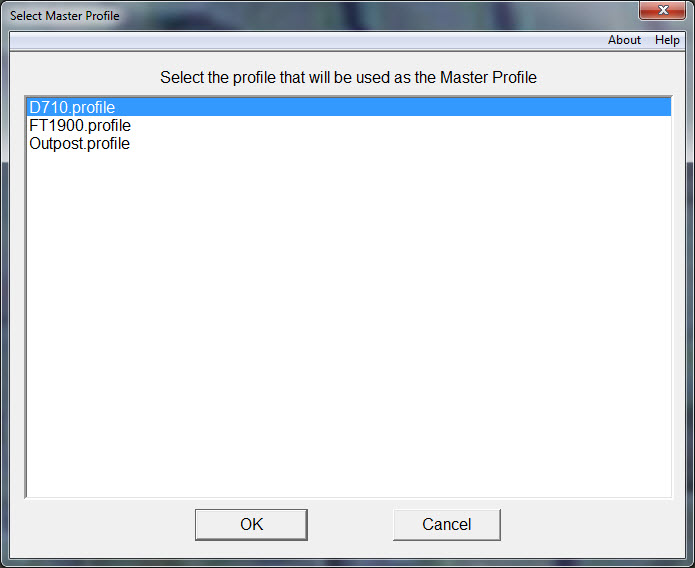 Select Master Profile
About Help
Select the profile that will be used as the Master Profile
D710.profile
FT1900.profile
Outpost.profile
OK Cancel